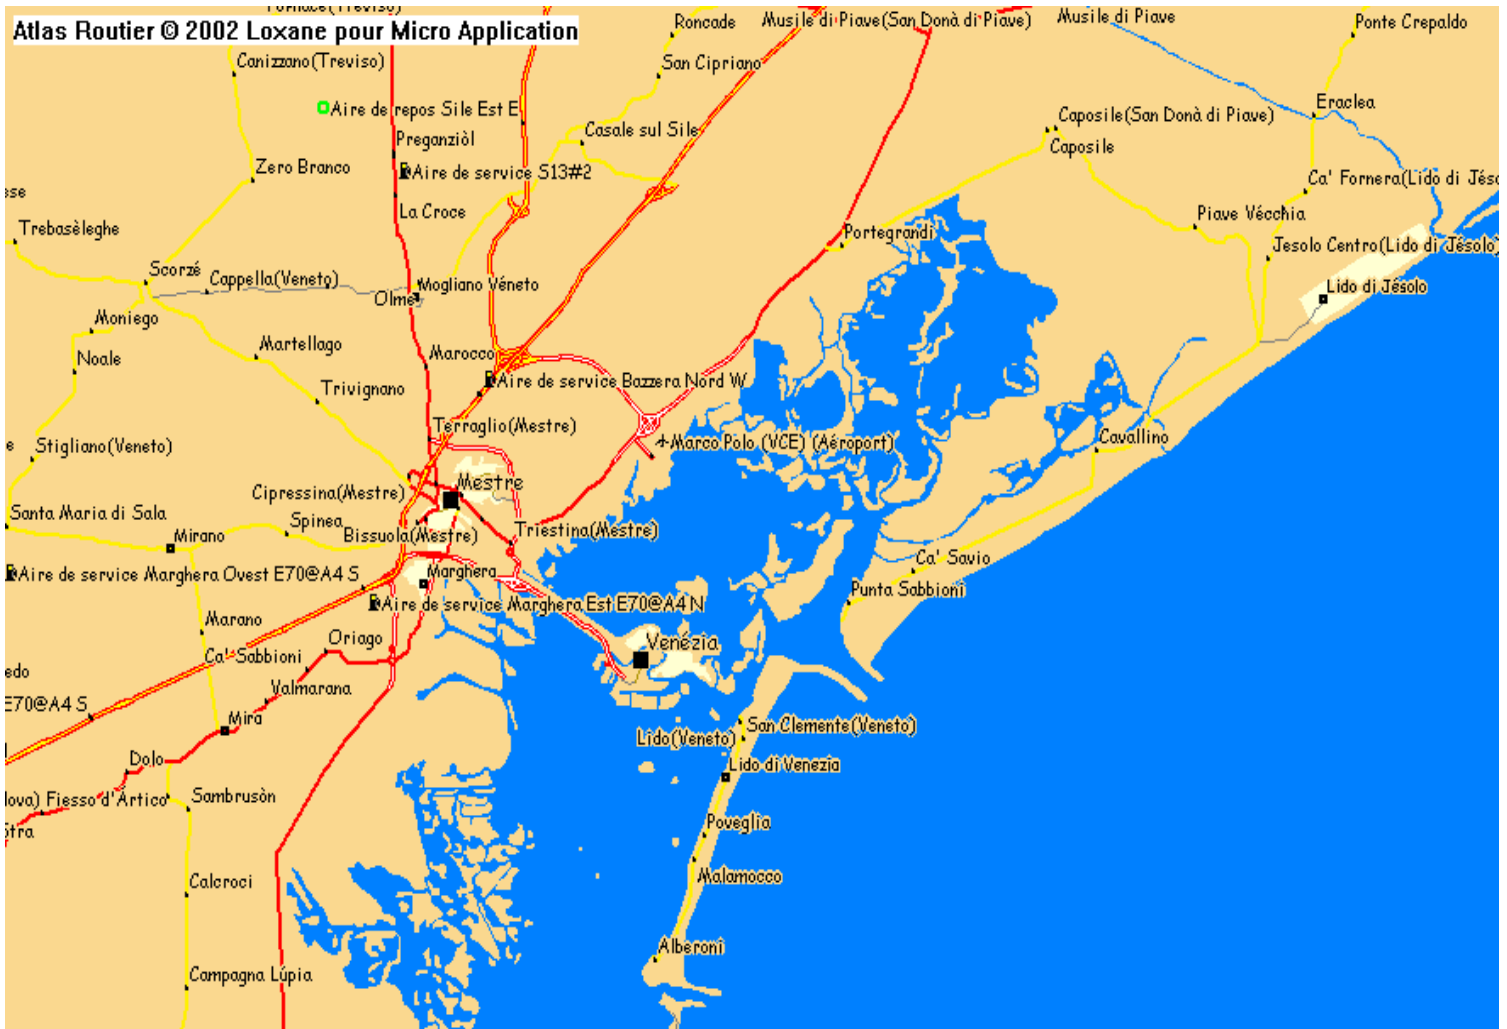 Fornace(Treviso)
Roncade
Musile di Piave(San Donà di Piave)
Musile di Piave
Ponte Crepaldo
Atlas Routier © 2002 Loxane pour Micro Application
Canizzano(Treviso)
San Cipriano
Aire de repos Sile Est E
Eraclea
Casale sul Sile
Caposile(San Donà di Piave)
Preganziòl
Caposile
Zero Branco
Aire de service S13#2
Ca' Fornera(Lido di Jéso
La Croce
Piave Vécchia
Trebasèleghe
Portegrandi
Jesolo Centro(Lido di Jésolo)
Scorzé
Cappella(Veneto)
Mogliano Véneto
Lido di Jésolo
Olme
Moniego
Martellago
Marocco
Noale
Aire de service Bazzera Nord W
Trivignano
Terraglio(Mestre)
Stigliano(Veneto)
Marco Polo (VCE) (Aéroport)
Cavallino
Mestre
Cipressina(Mestre)
Santa Maria di Sala
Spinea
Mirano
Bissuola(Mestre)
Triestina(Mestre)
Ca' Savio
Aire de service Marghera Ovest E70@A4 S
Marghera
Punta Sabbioni
Aire de service Marghera Est E70@A4 N
Marano
Oriago
Venézia
Ca' Sabbioni
Valmarana
E70@A4 S
Mira
San Clemente(Veneto)
Lido(Veneto)
Dolo
Lido di Venezia
Fiesso d'Artico
Sambrusòn
Poveglia
Calcroci
Malamocco
Alberoni
Campagna Lúpia